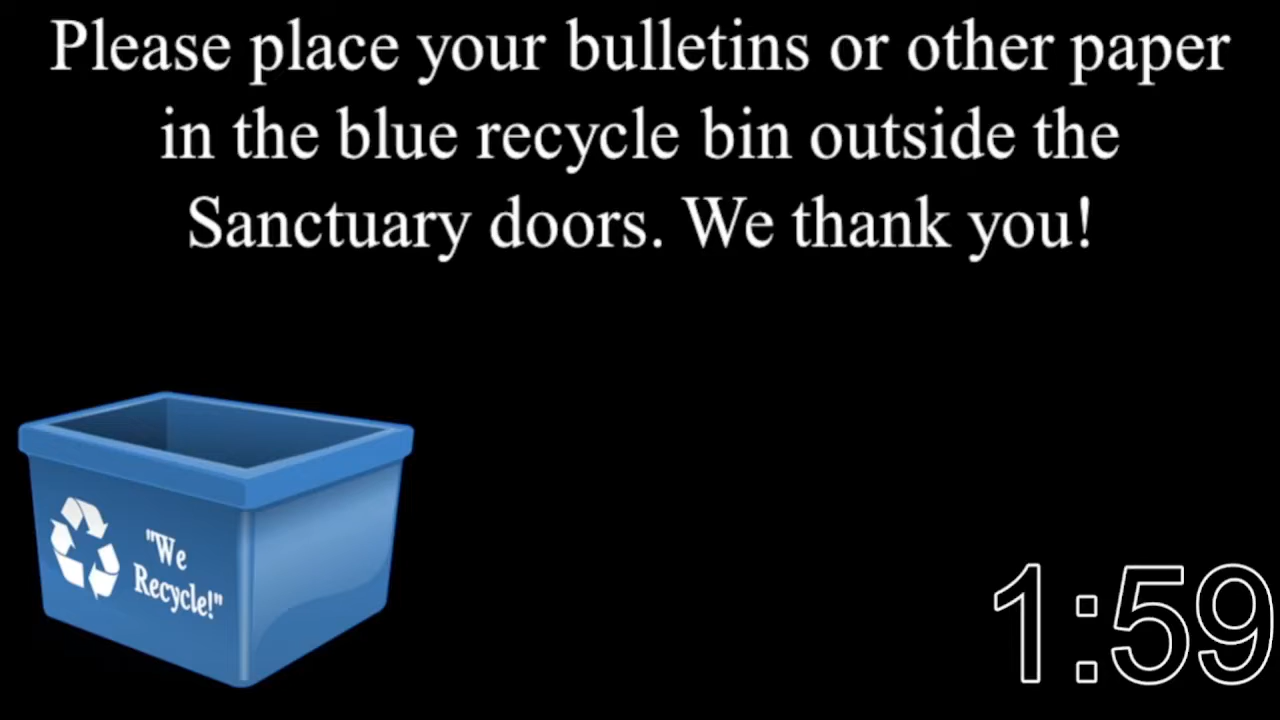 Please place your bulletins or other paper
in the blue recycle bin outside the
Sanctuary doors. We thank you!
"We
Recycle!"
1:59